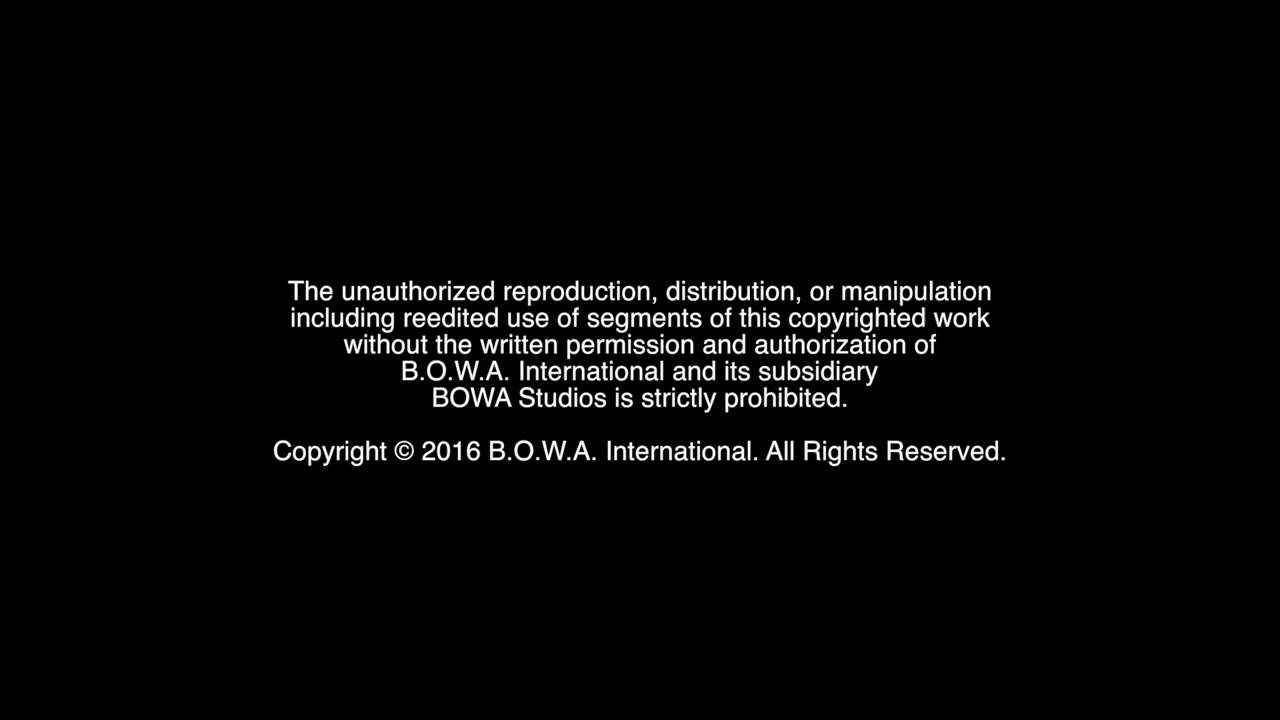 The unauthorized reproduction, distribution, or manipulation
including reedited use of segments of this copyrighted work
without the written permission and authorization of
B.O.W.A. International and its subsidiary
BOWA Studios is strictly prohibited.
Copyright © 2016 B.O.W.A. International. All Rights Reserved.